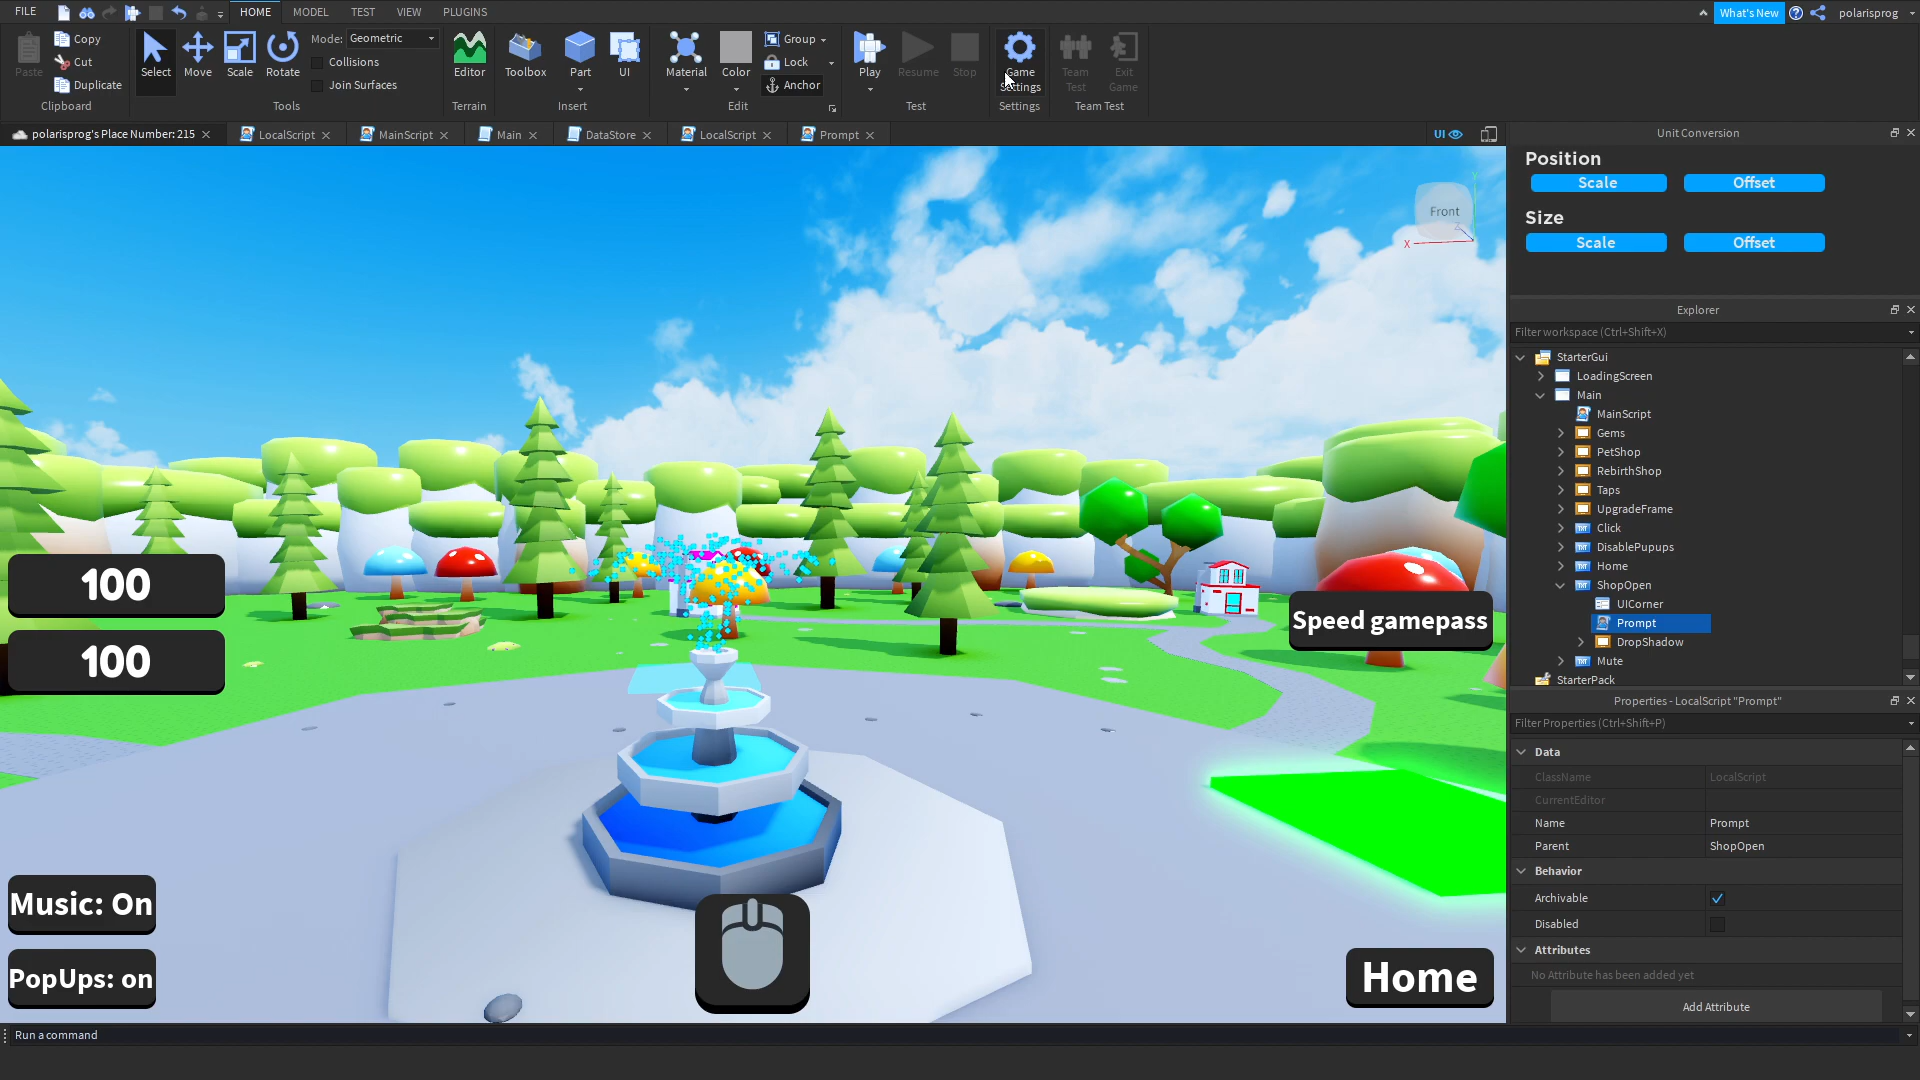 FILE
HOME
MODEL
TEST
VIEW
PLUGINS
What's New
polarisprog
Paste
Copy
Cut
Duplicate
Clipboard
Select
Move
Scale
Rotate
Mode: Geometric
Collisions
Join Surfaces
Tools
Editor
Terrain
Toolbox
Part
UI
Insert
Material
Color
Group
Lock
Anchor
Edit
Play
Resume
Stop
Test
Game
Settings
Settings
Team
Test
Exit
Game
Team Test
polarisprog's Place Number: 215
LocalScript
MainScript
Main
DataStore
LocalScript
Prompt
UI
Front
X
Y
Z
100
100
Speed gamepass
Music: On
PopUps: on
Home
Unit Conversion
Position
Scale Offset
Size
Scale Offset
Explorer
Filter workspace (Ctrl+Shift+X)
StarterGui
LoadingScreen
Main
MainScript
Gems
PetShop
RebirthShop
Taps
UpgradeFrame
Click
DisablePupups
Home
ShopOpen
UICorner
Prompt
DropShadow
Mute
StarterPack
Properties - LocalScript "Prompt"
Filter Properties (Ctrl+Shift+P)
Data
ClassName LocalScript
CurrentEditor
Name Prompt
Parent ShopOpen
Behavior
Archivable
Disabled
Attributes
No Attribute has been added yet
Add Attribute
Run a command